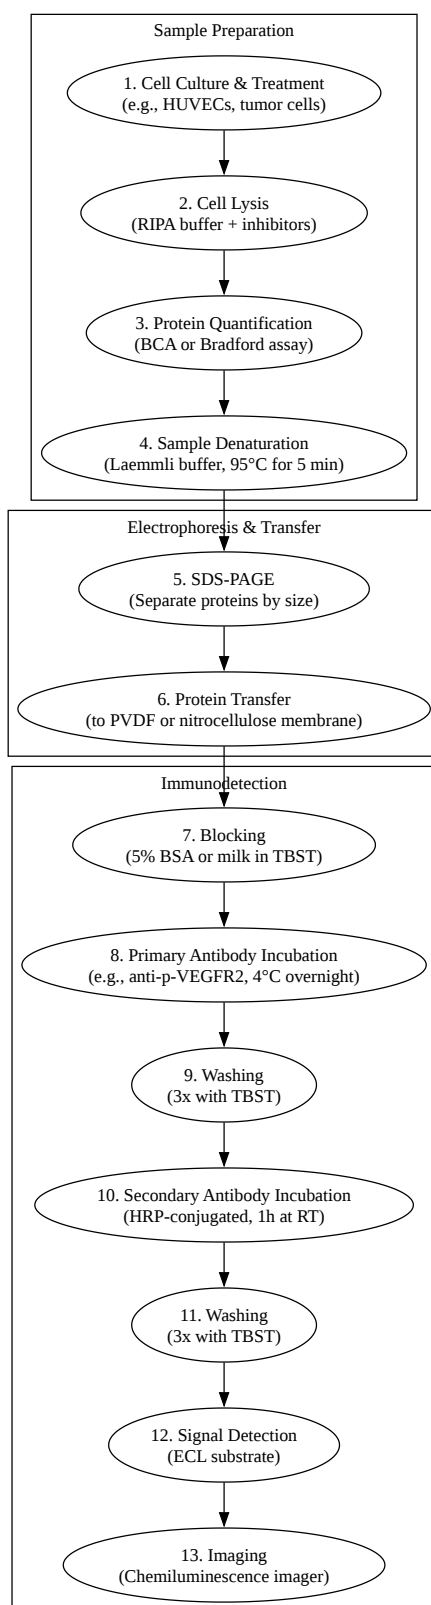 Sample Preparation
1. Cell Culture & Treatment
(e.g., HUVECs, tumor cells)
2. Cell Lysis
(RIPA buffer + inhibitors)
3. Protein Quantification
(BCA or Bradford assay)
4. Sample Denaturation
(Laemmli buffer, 95°C for 5 min)
Electrophoresis & Transfer
5. SDS-PAGE
(Separate proteins by size)
6. Protein Transfer
(to PVDF or nitrocellulose membrane)
Immunodetection
7. Blocking
(5% BSA or milk in TBST)
8. Primary Antibody Incubation
(e.g., anti-p-VEGFR2, 4°C overnight)
9. Washing
(3x with TBST)
10. Secondary Antibody Incubation
(HRP-conjugated, 1h at RT)
11. Washing
(3x with TBST)
12. Signal Detection
(ECL substrate)
13. Imaging
(Chemiluminescence imager)